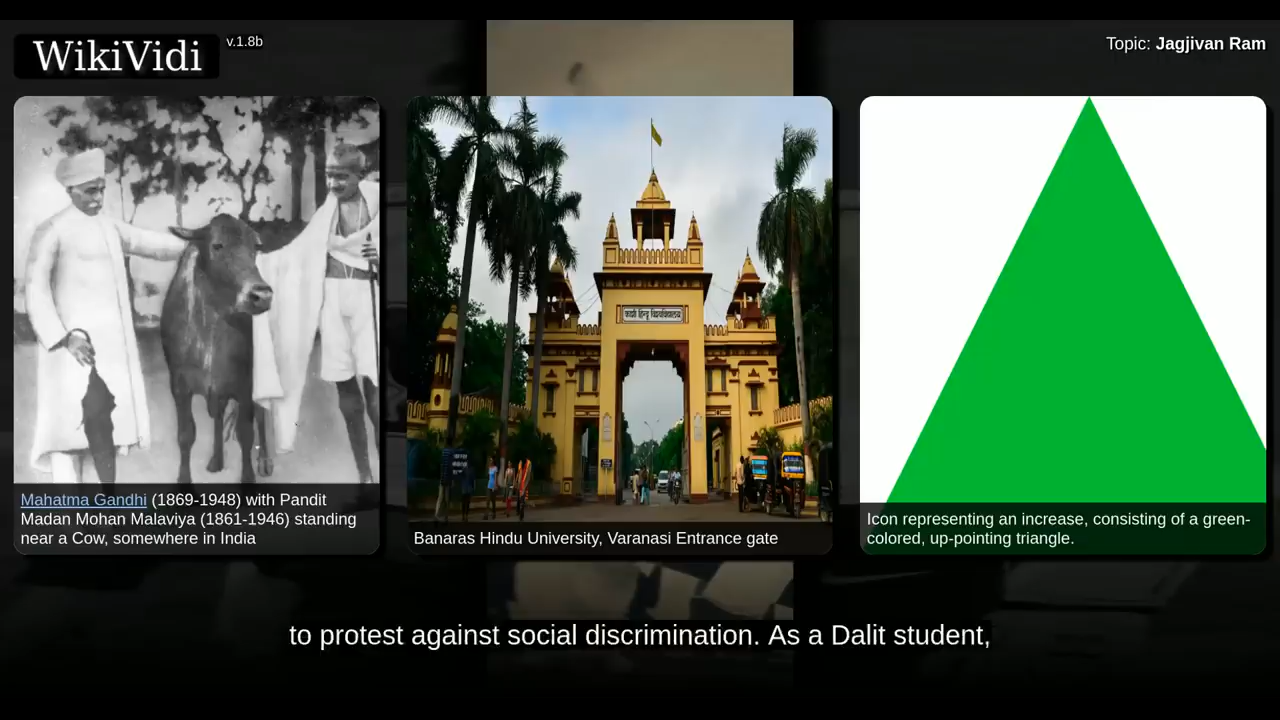 WikiVidi v.1.8b
Topic: Jagjivan Ram
काशी हिन्दू विश्वविद्यालय
Mahatma Gandhi (1869-1948) with Pandit
Madan Mohan Malaviya (1861-1946) standing
near a Cow, somewhere in India
Banaras Hindu University, Varanasi Entrance gate
Icon representing an increase, consisting of a green-
colored, up-pointing triangle.
to protest against social discrimination. As a Dalit student,